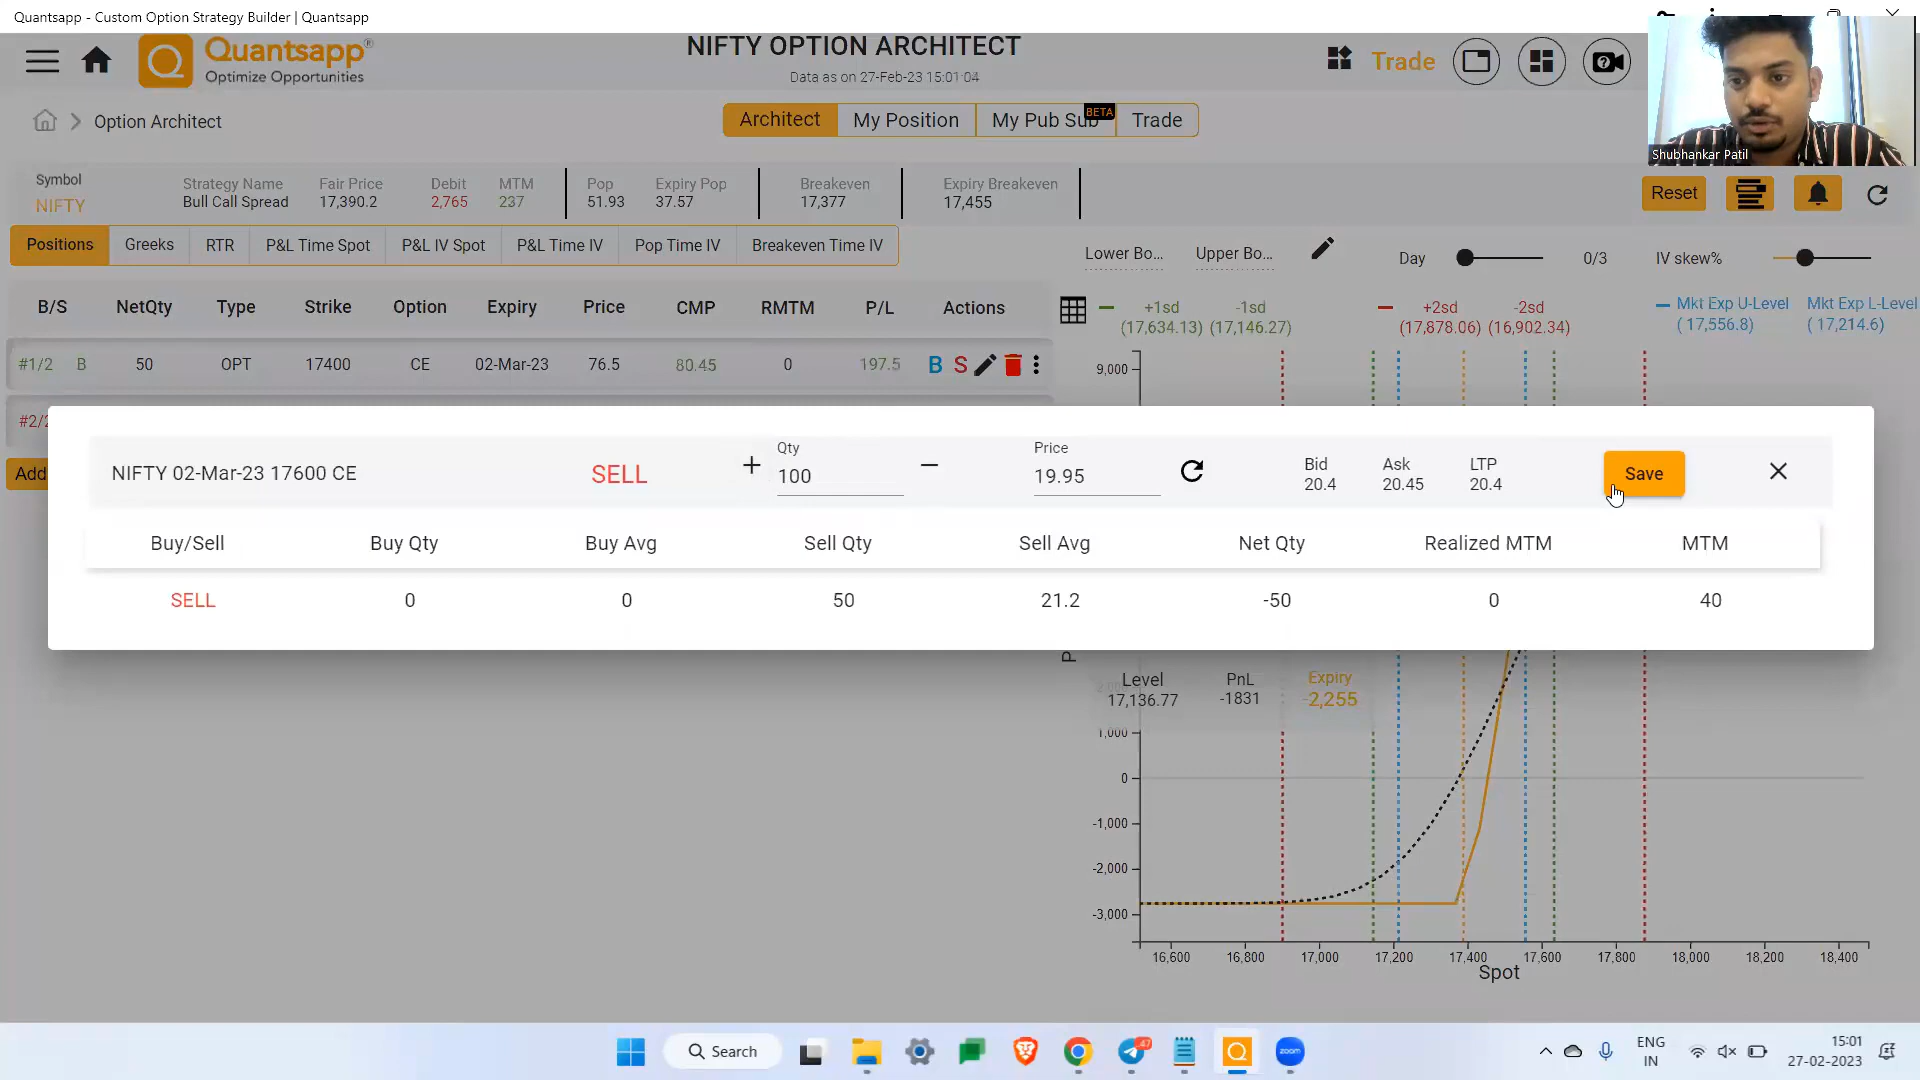 Quantsapp - Custom Option Strategy Builder | Quantsapp
Quantsapp®
Optimize Opportunities
NIFTY OPTION ARCHITECT
Data as on 27-Feb-23 15:01:04
Trade
Shubhankar Patil
Option Architect
Architect
My Position
My Pub Sub
BETA
Trade
Symbol
NIFTY
Strategy Name
Bull Call Spread
Fair Price
17,390.2
Debit
2,765
MTM
237
Pop
51.93
Expiry Pop
37.57
Breakeven
17,377
Expiry Breakeven
17,455
Reset
Positions
Greeks
RTR
P&L Time Spot
P&L IV Spot
P&L Time IV
Pop Time IV
Breakeven Time IV
Lower Bo...
Upper Bo...
Day
0/3
IV skew%
B/S NetQty Type Strike Option Expiry Price CMP RMTM P/L Actions
#1/2 B 50 OPT 17400 CE 02-Mar-23 76.5 80.45 0 197.5 B S
#2/2
Add
+1sd -1sd
(17,634.13) (17,146.27)
+2sd -2sd
(17,878.06) (16,902.34)
Mkt Exp U-Level Mkt Exp L-Level
( 17,556.8) ( 17,214.6)
9,000
NIFTY 02-Mar-23 17600 CE
SELL
+
Qty
100
Price
19.95
Bid
20.4
Ask
20.45
LTP
20.4
Save
Buy/Sell Buy Qty Buy Avg Sell Qty Sell Avg Net Qty Realized MTM MTM
SELL 0 0 50 21.2 -50 0 40
P
Level
17,136.77
PnL
-1831
Expiry
-2,255
1,000
0
-1,000
-2,000
-3,000
16,600 16,800 17,000 17,200 17,400 17,600 17,800 18,000 18,200 18,400
Spot
Search
47
zoom
ENG
IN
15:01
27-02-2023